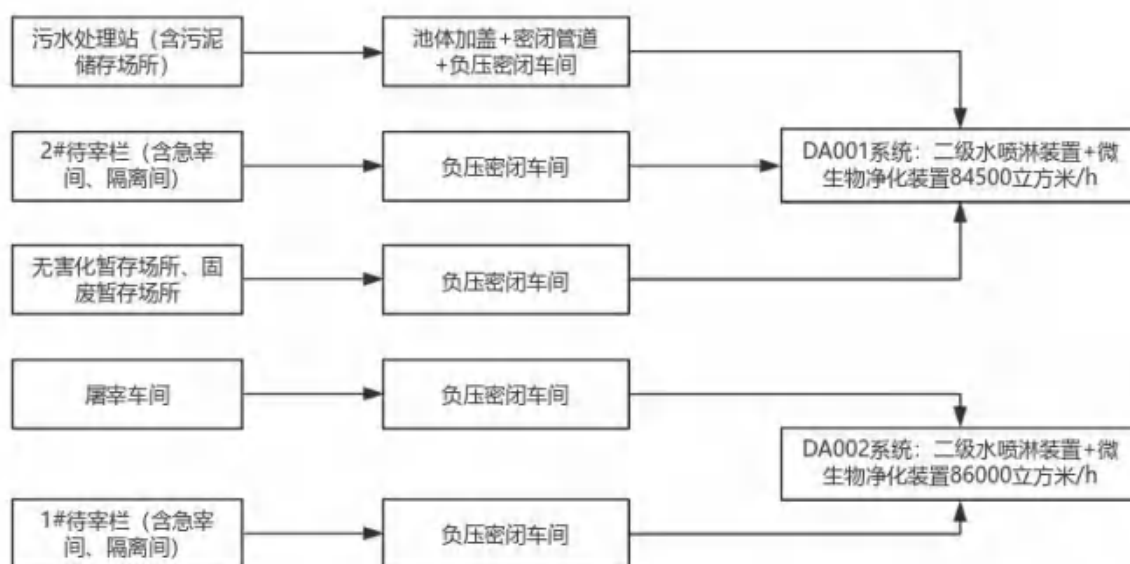 污水处理站（含污泥
储存场所）
池体加盖+密闭管道
+负压密闭车间
2#待宰栏（含急宰
间、隔离间）
负压密闭车间
DA001系统：二级水喷淋装置+微
生物净化装置84500立方米/h
无害化暂存场所、固
废暂存场所
负压密闭车间
屠宰车间
负压密闭车间
DA002系统：二级水喷淋装置+微
生物净化装置86000立方米/h
1#待宰栏（含急宰
间、隔离间）
负压密闭车间